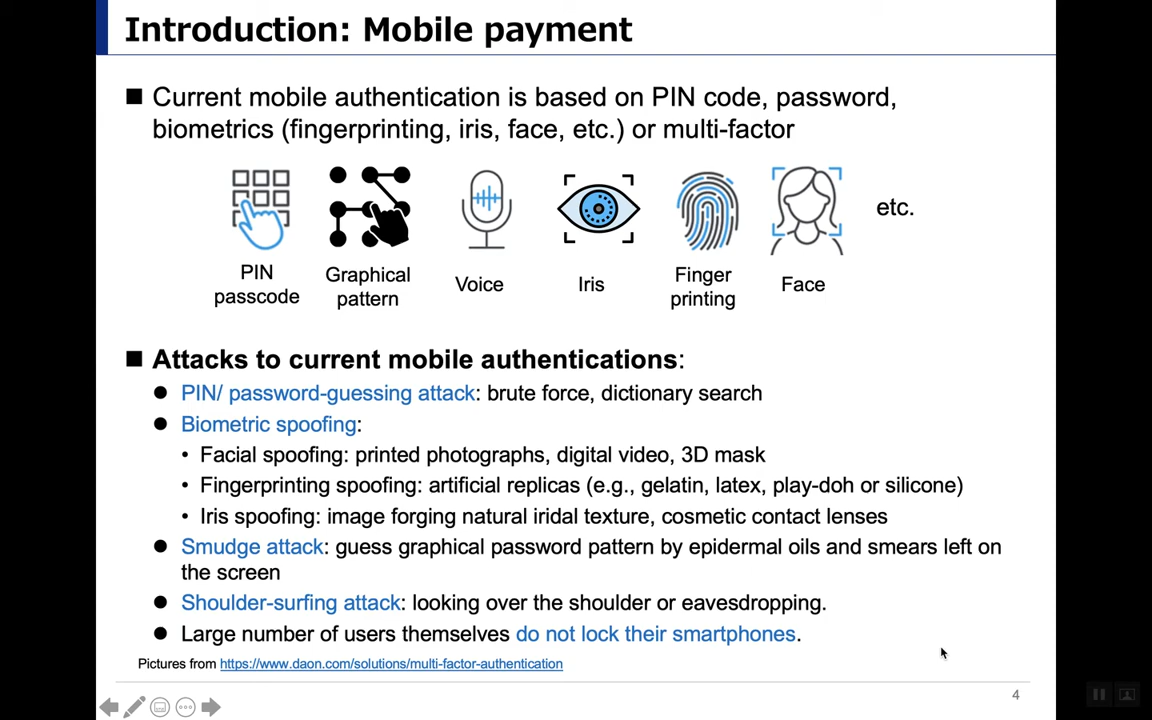 Introduction: Mobile payment
Current mobile authentication is based on PIN code, password,
biometrics (fingerprinting, iris, face, etc.) or multi-factor
etc.
PIN
passcode
Graphical
pattern
Voice
Iris
Finger
printing
Face
Attacks to current mobile authentications:
PIN/ password-guessing attack: brute force, dictionary search
Biometric spoofing:
Facial spoofing: printed photographs, digital video, 3D mask
Fingerprinting spoofing: artificial replicas (e.g., gelatin, latex, play-doh or silicone)
Iris spoofing: image forging natural iridal texture, cosmetic contact lenses
Smudge attack: guess graphical password pattern by epidermal oils and smears left on
the screen
Shoulder-surfing attack: looking over the shoulder or eavesdropping.
Large number of users themselves do not lock their smartphones.
Pictures from https://www.daon.com/solutions/multi-factor-authentication
4